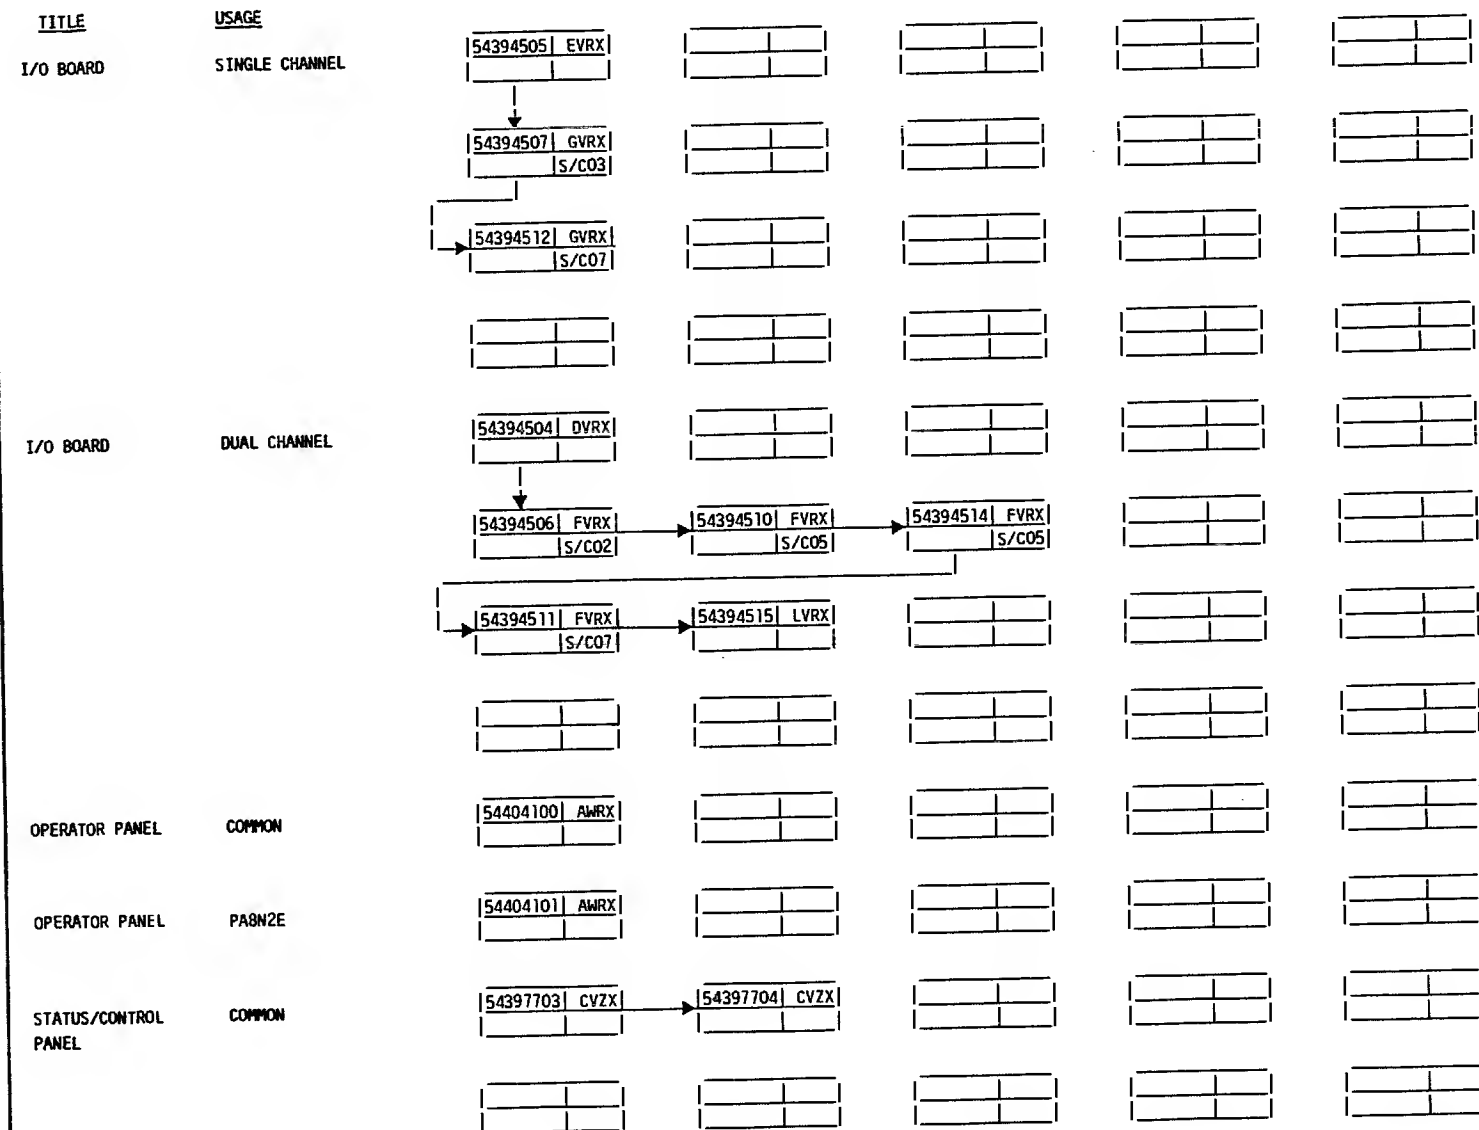 TITLE USAGE
I/O BOARD SINGLE CHANNEL
54394505 EVRX
54394507 GVRX
S/C03
54394512 GVRX
S/C07
I/O BOARD DUAL CHANNEL
54394504 DVRX
54394506 FVRX 54394510 FVRX 54394514 FVRX
S/C02 S/C05 S/C05
54394511 FVRX 54394515 LVRX
S/C07
OPERATOR PANEL COMMON
54404100 AWRX
OPERATOR PANEL PA8N2E
54404101 AWRX
STATUS/CONTROL COMMON
PANEL
54397703 CVZX 54397704 CVZX